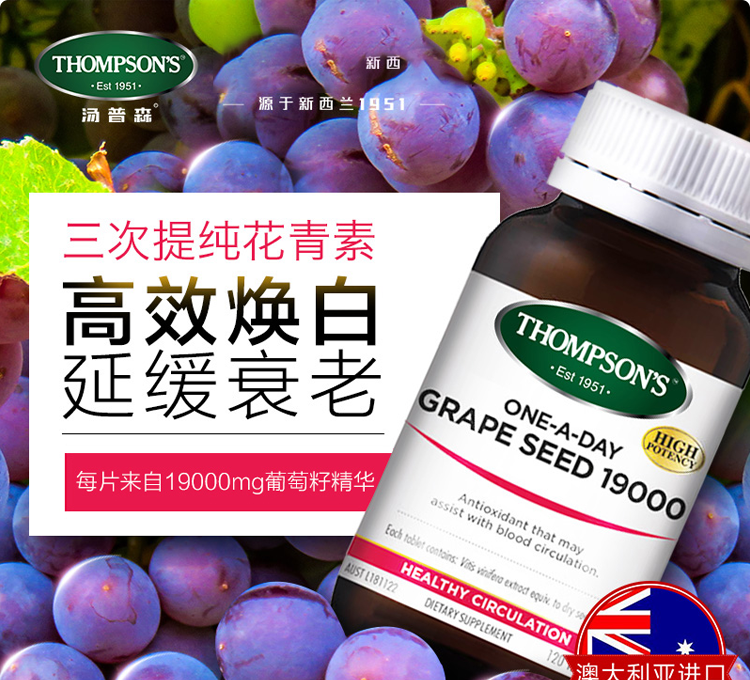 THOMPSON'S
· Est 1951 ·
汤普森
新西
源于新西兰1951
三次提纯花青素
高效焕白
延缓衰老
每片来自19000mg葡萄籽精华
THOMPSON'S™
· Est 1951 ·
ONE-A-DAY
GRAPE SEED 19000
HIGH
POTENCY
Antioxidant that may
assist with blood circulation.
Each tablet contains: Vitis vinifera extract equiv. to dry se
AUST L181122
HEALTHY CIRCULATION
DIETARY SUPPLEMENT
120
澳大利亚进口